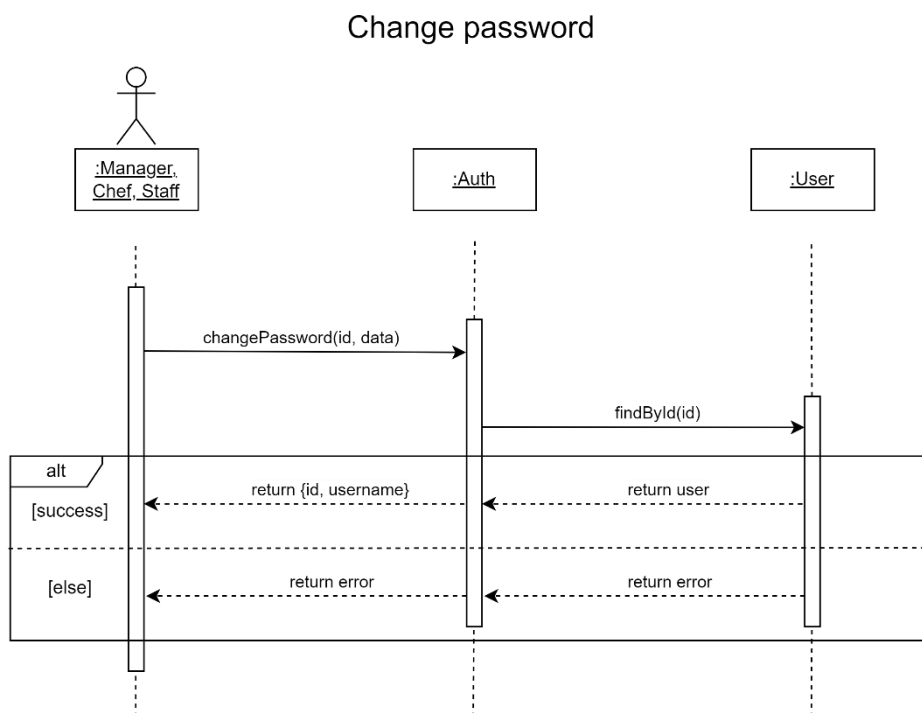 Change password
:Manager,
Chef, Staff
:Auth
:User
changePassword(id, data)
findById(id)
alt
[success]
return {id, username}
return user
[else]
return error
return error